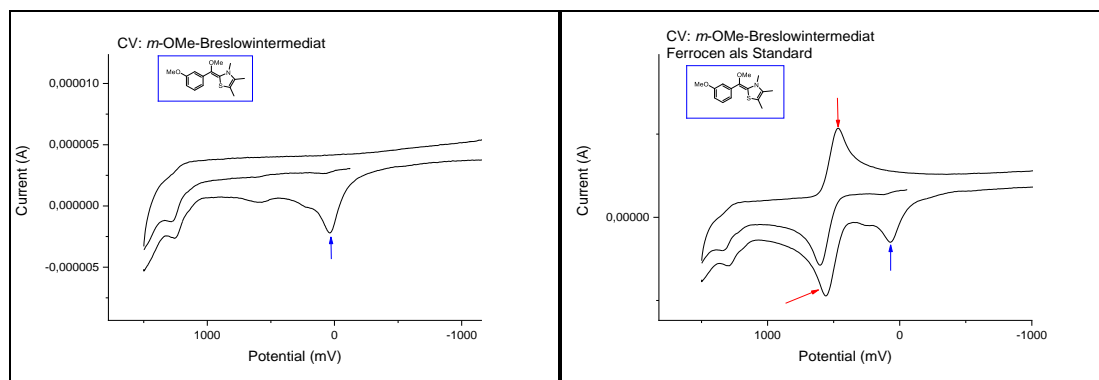 CV: m-OMe-Breslowintermediat
OMe
MeO
N
S
0,000010
0,000005
0,000000
-0,000005
Current (A)
1000
0
-1000
Potential (mV)
CV: m-OMe-Breslowintermediat
Ferrocen als Standard
OMe
MeO
N
S
0,00000
Current (A)
1000
0
-1000
Potential (mV)